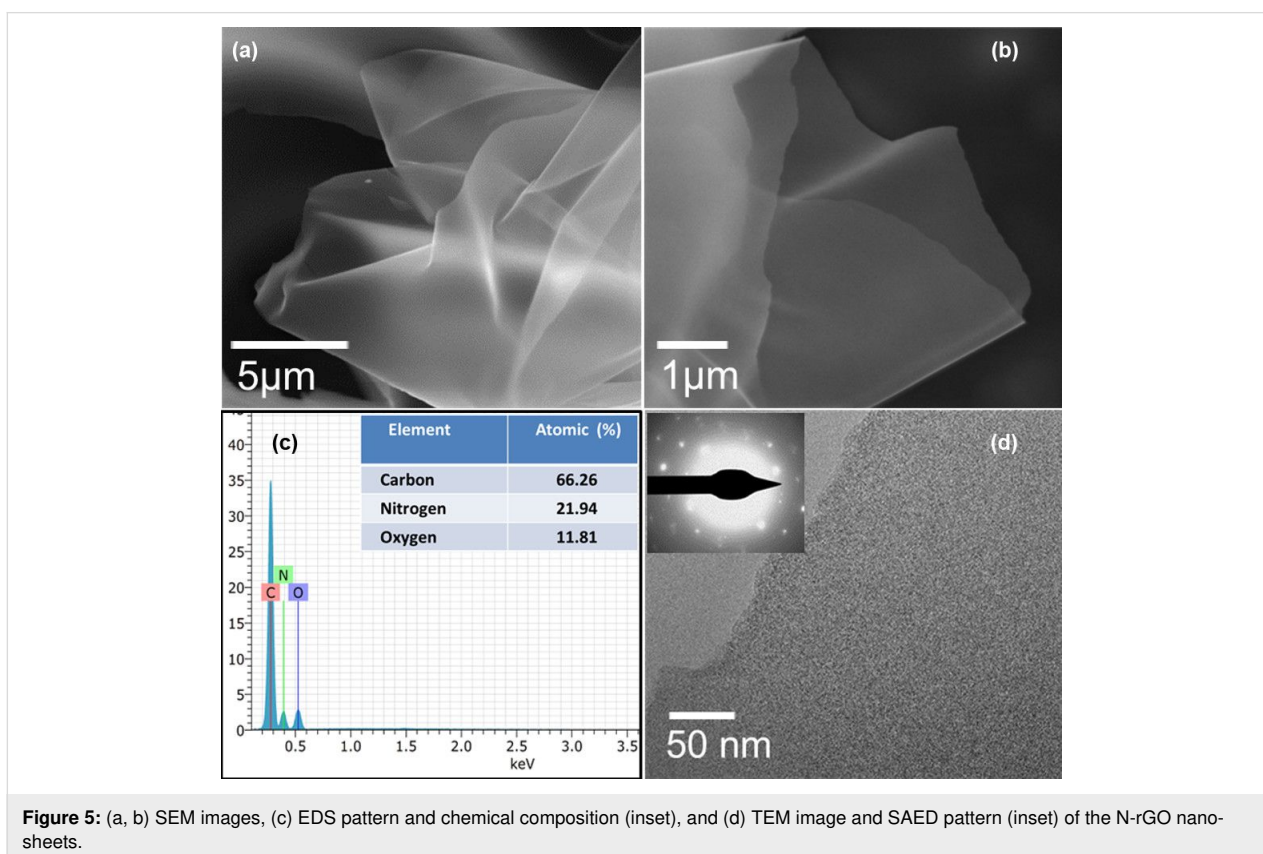 (a)
5µm
(b)
1µm
(c)
Element Atomic (%)
Carbon 66.26
Nitrogen 21.94
Oxygen 11.81
40
35
30
25
20
15
10
5
0
N
C O
0.5 1.0 1.5 2.0 2.5 3.0 3.5
keV
(d)
50 nm
Figure 5: (a, b) SEM images, (c) EDS pattern and chemical composition (inset), and (d) TEM image and SAED pattern (inset) of the N-rGO nano-
sheets.